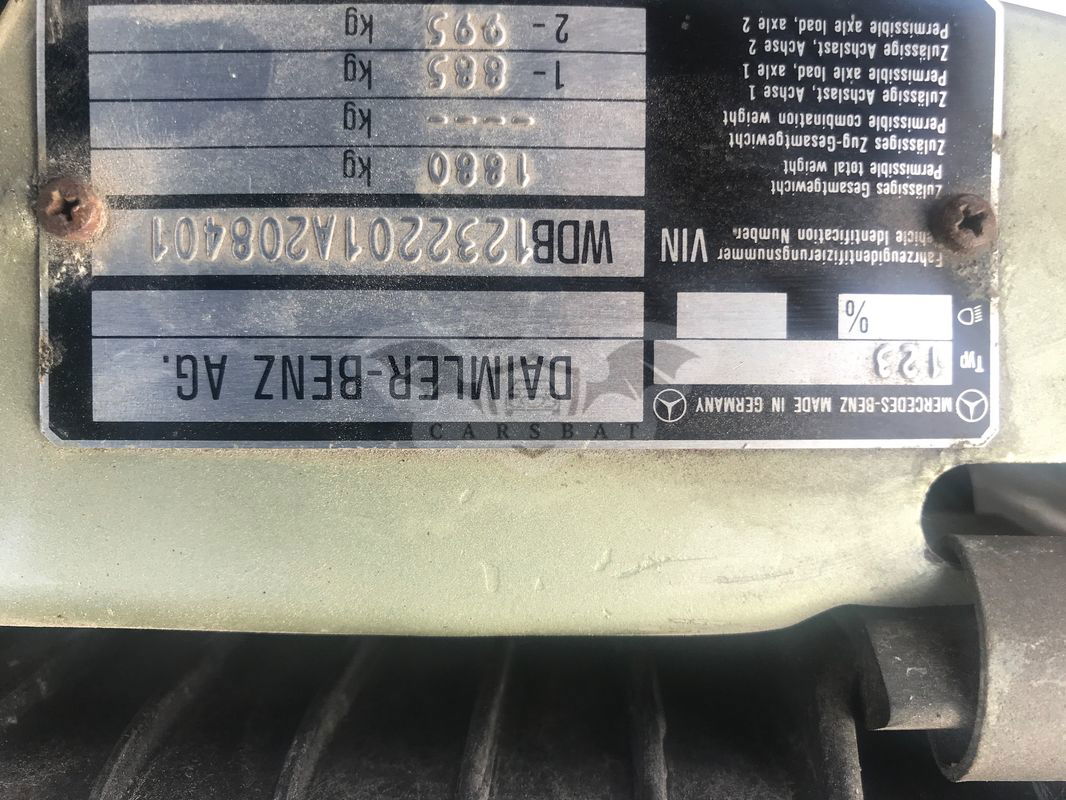 MERCEDES-BENZ MADE IN GERMANY
Typ 123
%
DAIMLER-BENZ AG.
Fahrzeugidentifizierungsnummer
Vehicle Identification Number.
VIN
WDB1232201A208401
Zulässiges Gesamtgewicht
Permissible total weight
1880 kg
Zulässiges Zug-Gesamtgewicht
Permissible combination weight
---- kg
Zulässige Achslast, Achse 1
Permissible axle load, axle 1
1- 885 kg
Zulässige Achslast, Achse 2
Permissible axle load, axle 2
2- 995 kg
CARSBAT